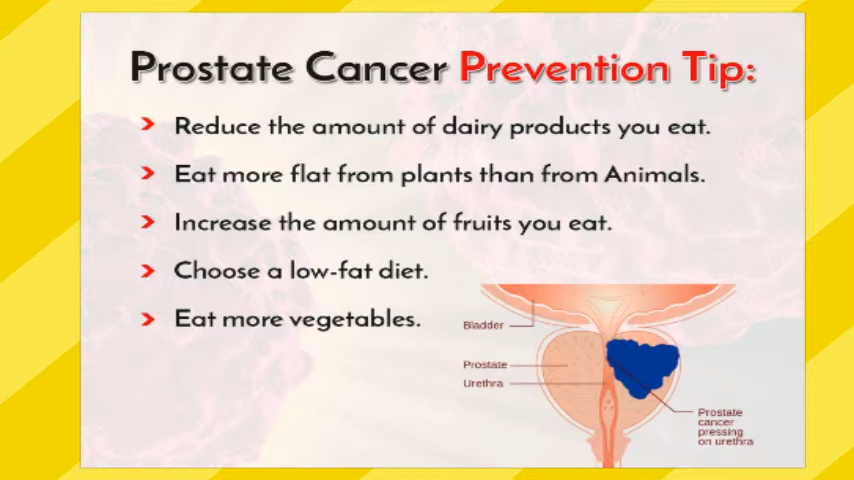 Prostate Cancer Prevention Tip:
Reduce the amount of dairy products you eat.
Eat more flat from plants than from Animals.
Increase the amount of fruits you eat.
Choose a low-fat diet.
Eat more vegetables.
Bladder
Prostate
Urethra
Prostate
cancer
pressing
on urethra